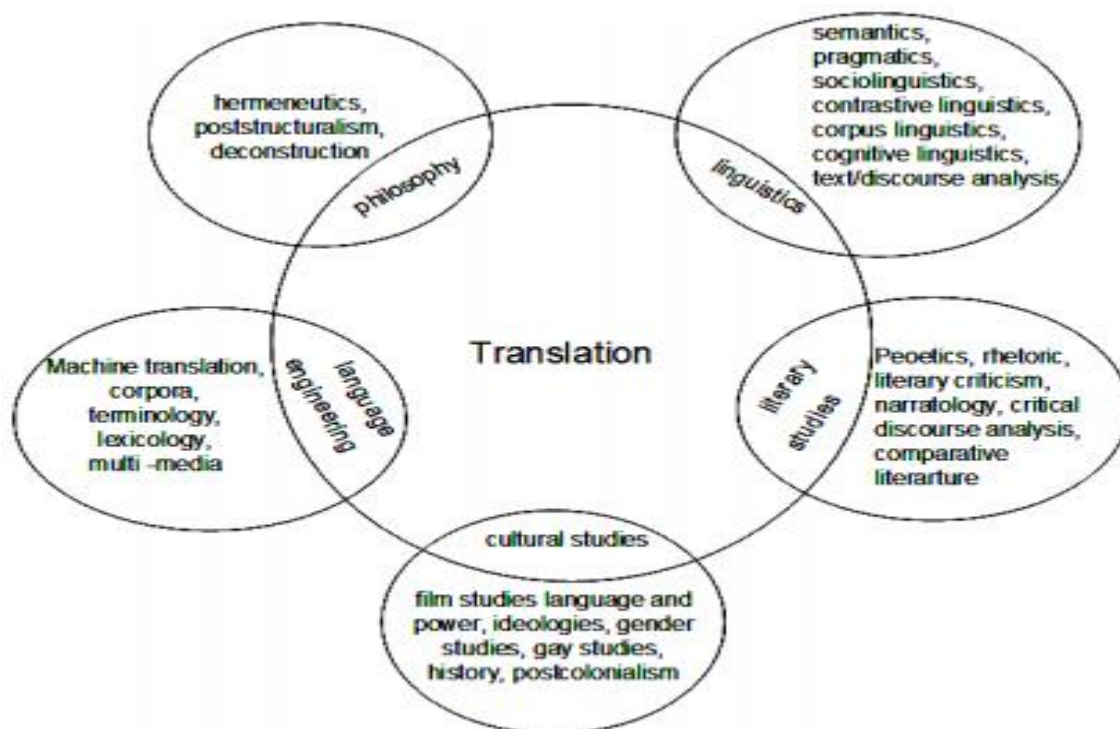 hermeneutics,
poststructuralism,
deconstruction
philosophy
semantics,
pragmatics,
sociolinguistics,
contrastive linguistics,
corpus linguistics,
cognitive linguistics,
text/discourse analysis
linguistics
Translation
Machine translation,
corpora,
terminology,
lexicology,
multi -media
language
engineering
literary
studies
Peoetics, rhetoric,
literary criticism,
narratology, critical
discourse analysis,
comparative
literarture
cultural studies
film studies language and
power, ideologies, gender
studies, gay studies,
history, postcolonialism